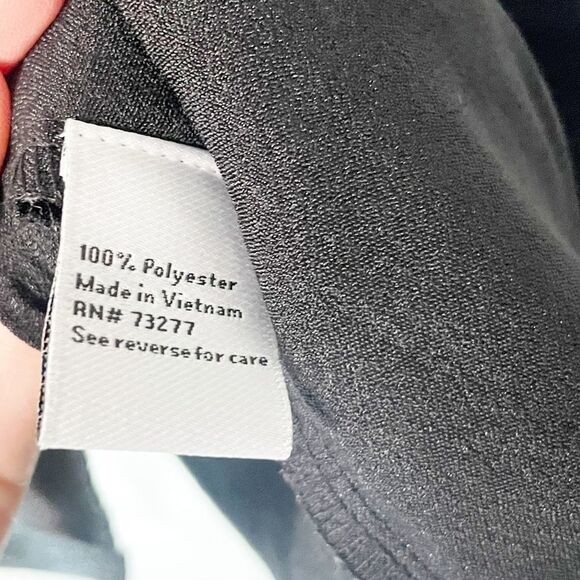 100% Polyester
Made in Vietnam
RN# 73277
See reverse for care